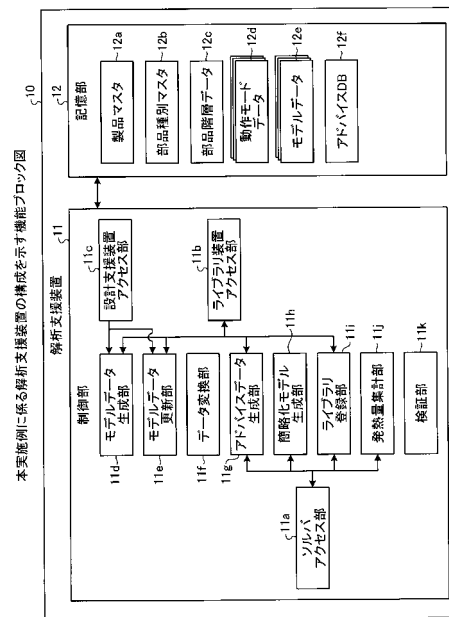 本実施例に係る解析支援装置の構成を示す機能ブロック図
10
解析支援装置
11
制御部
11c
設計支援装置
アクセス部
11d
モデルデータ
生成部
11e
モデルデータ
更新部
11f
データ変換部
11b
ライブラリ装置
アクセス部
11g
アドバイスデータ
生成部
11h
簡略化モデル
生成部
11i
ライブラリ
登録部
11j
発熱量集計部
11k
検証部
11a
ソルバ
アクセス部
12
記憶部
製品マスタ
12a
部品種別マスタ
12b
部品階層データ
12c
動作モード
データ
12d
モデルデータ
12e
アドバイスDB
12f